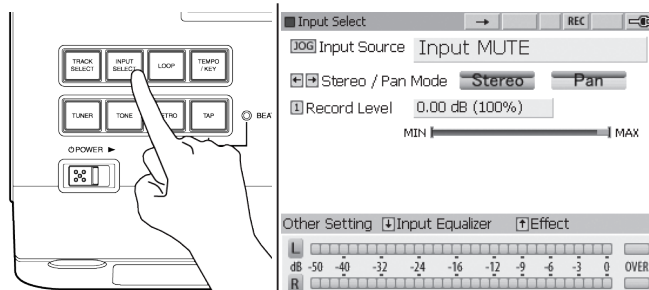 TRACK SELECT
INPUT SELECT
LOOP
TEMPO /KEY
TUNER
TONE
TAP
POWER
Input Select
→
REC
JOG Input Source
Input MUTE
←→ Stereo / Pan Mode
Stereo
Pan
1 Record Level
0.00 dB (100%)
MIN
MAX
Other Setting ↓Input Equalizer ↑Effect
L
dB -50 -40 -32 -24 -16 -12 -9 -6 -3 0 OVER
R